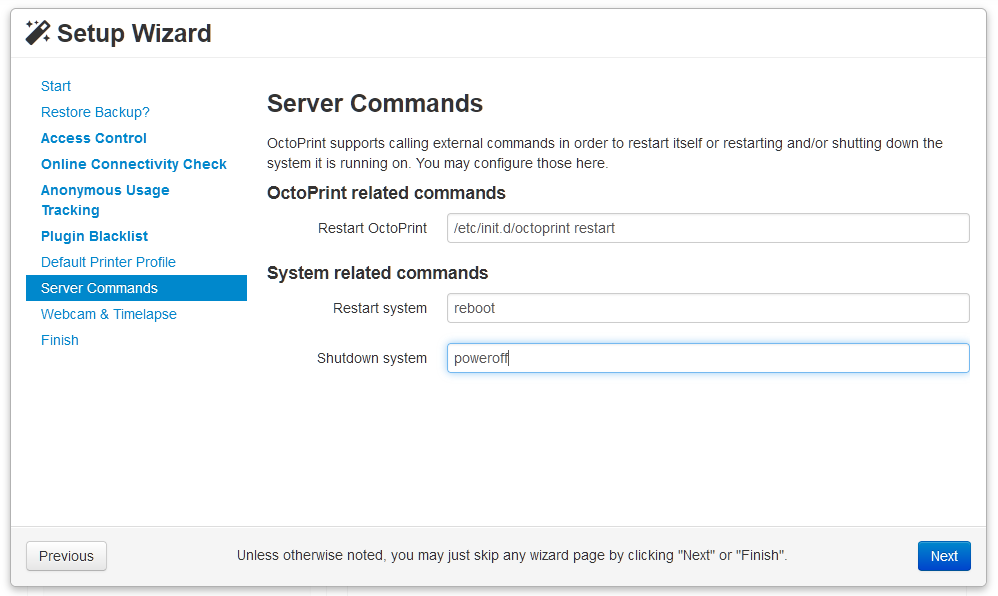 Setup Wizard
Start
Restore Backup?
Access Control
Online Connectivity Check
Anonymous Usage
Tracking
Plugin Blacklist
Default Printer Profile
Server Commands
Webcam & Timelapse
Finish
Server Commands
OctoPrint supports calling external commands in order to restart itself or restarting and/or shutting down the
system it is running on. You may configure those here.
OctoPrint related commands
Restart OctoPrint /etc/init.d/octoprint restart
System related commands
Restart system reboot
Shutdown system poweroff
Previous Unless otherwise noted, you may just skip any wizard page by clicking "Next" or "Finish". Next